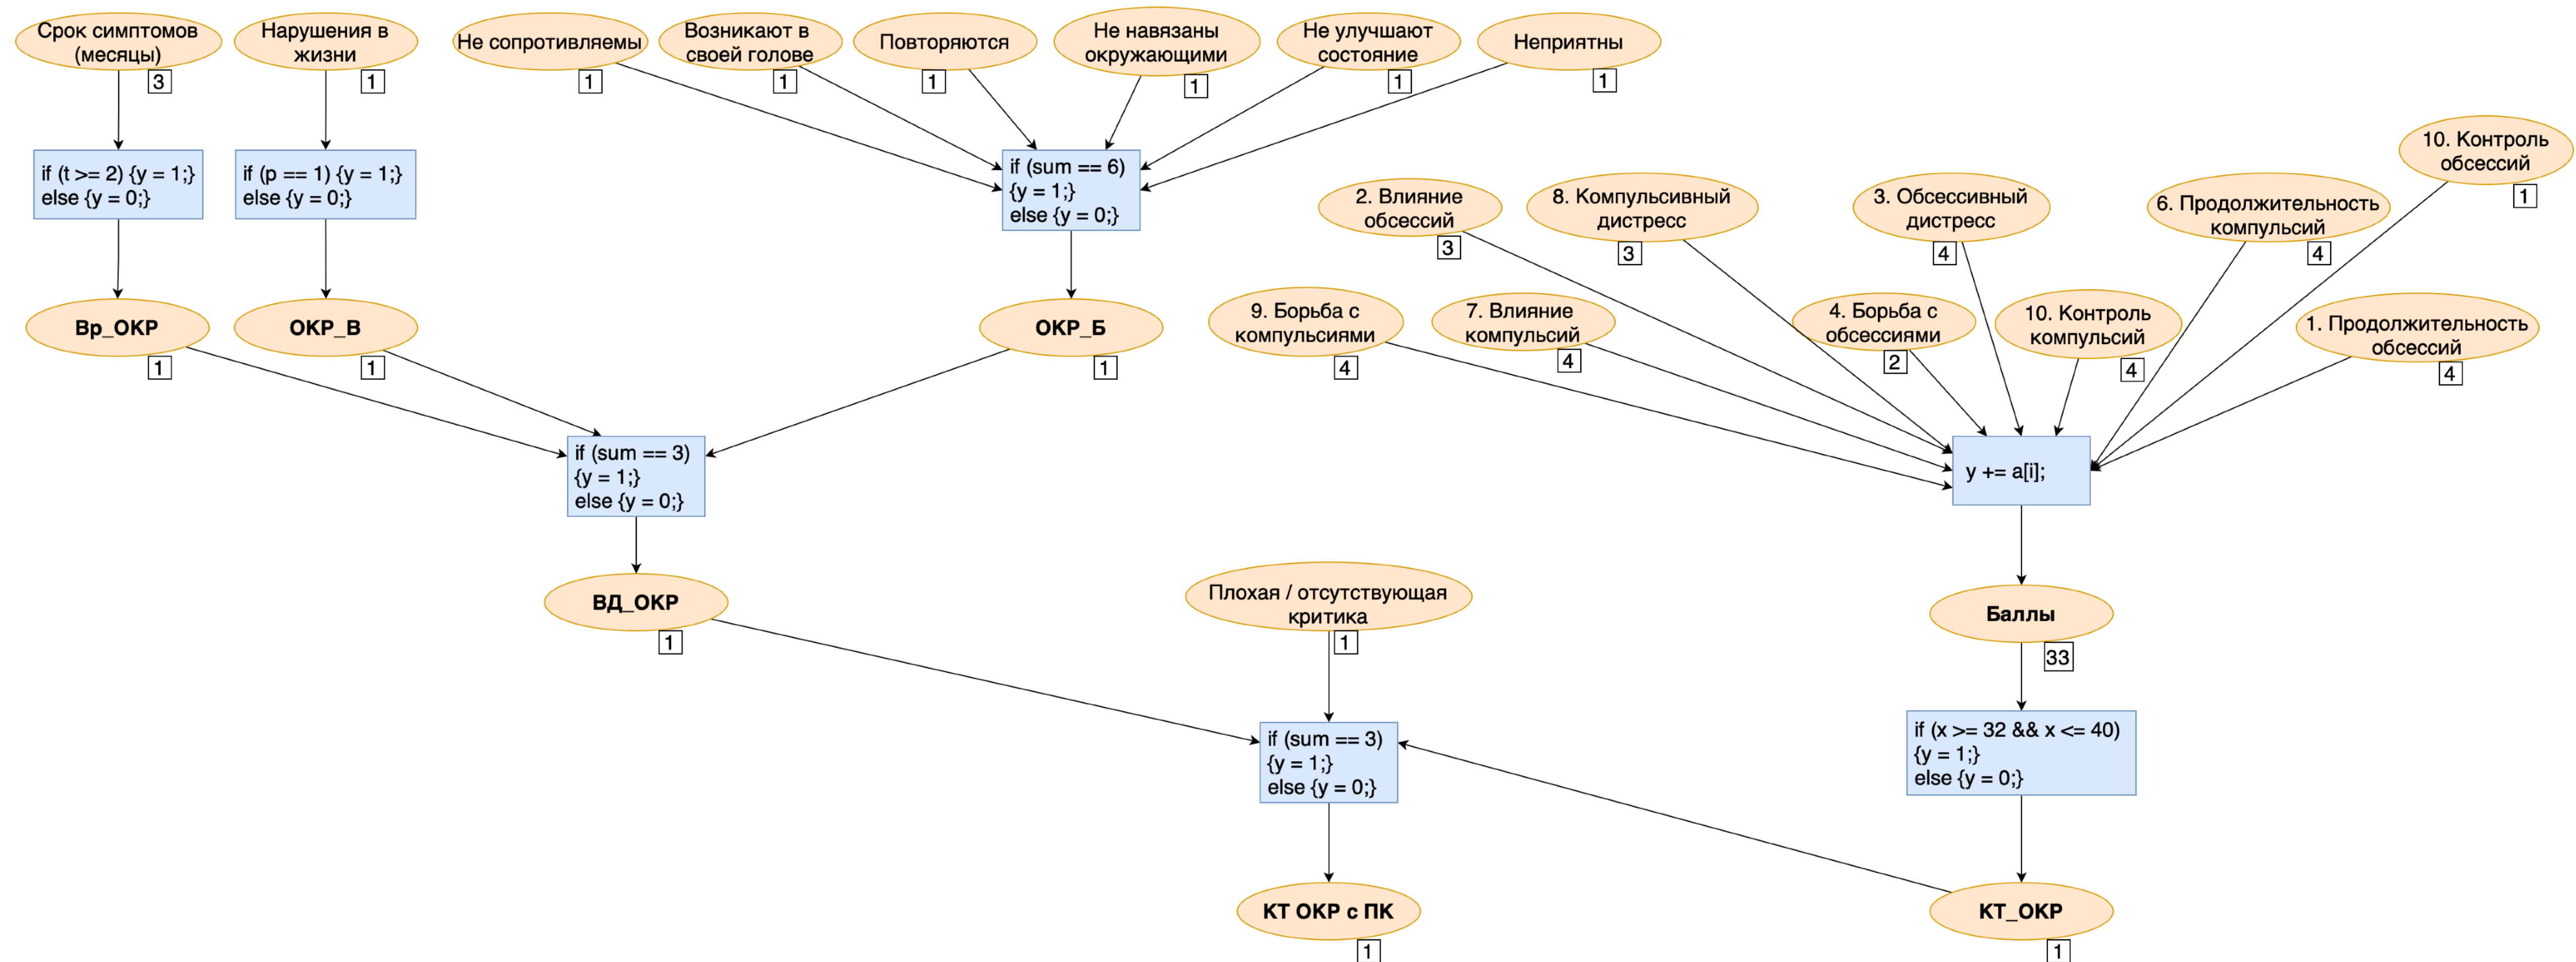 Срок симптомов
(месяцы)
3
Нарушения в
жизни
1
Не сопротивляемы
1
Возникают в
своей голове
1
Повторяются
1
Не навязаны
окружающими
1
Не улучшают
состояние
1
Неприятны
1
if (t >= 2) {y = 1;}
else {y = 0;}
if (p == 1) {y = 1;}
else {y = 0;}
if (sum == 6)
{y = 1;}
else {y = 0;}
10. Контроль
обсессий
1
2. Влияние
обсессий
3
8. Компульсивный
дистресс
3
3. Обсессивный
дистресс
4
6. Продолжительность
компульсий
4
Вр_ОКР
1
ОКР_В
1
ОКР_Б
1
9. Борьба с
компульсиями
4
7. Влияние
компульсий
4
4. Борьба с
обсессиями
2
10. Контроль
компульсий
4
1. Продолжительность
обсессий
4
if (sum == 3)
{y = 1;}
else {y = 0;}
y += a[i];
ВД_ОКР
1
Плохая / отсутствующая
критика
1
Баллы
33
if (sum == 3)
{y = 1;}
else {y = 0;}
if (x >= 32 && x <= 40)
{y = 1;}
else {y = 0;}
КТ ОКР с ПК
1
КТ_ОКР
1